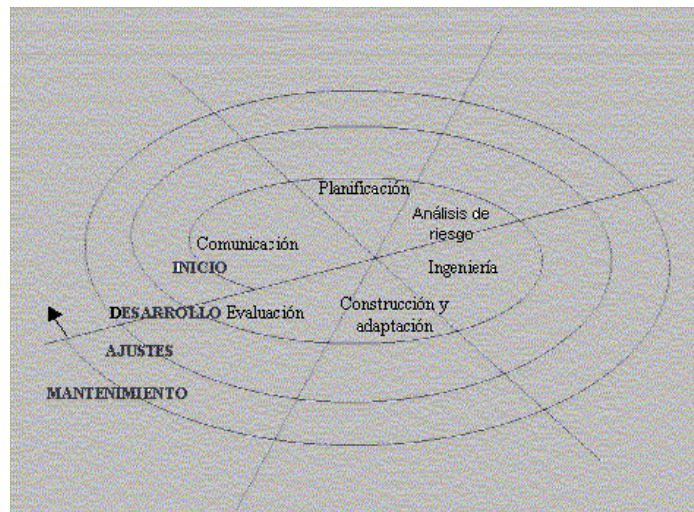 Planificación
Análisis de
riesgo
Comunicación
INICIO
Ingeniería
DESARROLLO
Evaluación
Construcción y
adaptación
AJUSTES
MANTENIMIENTO